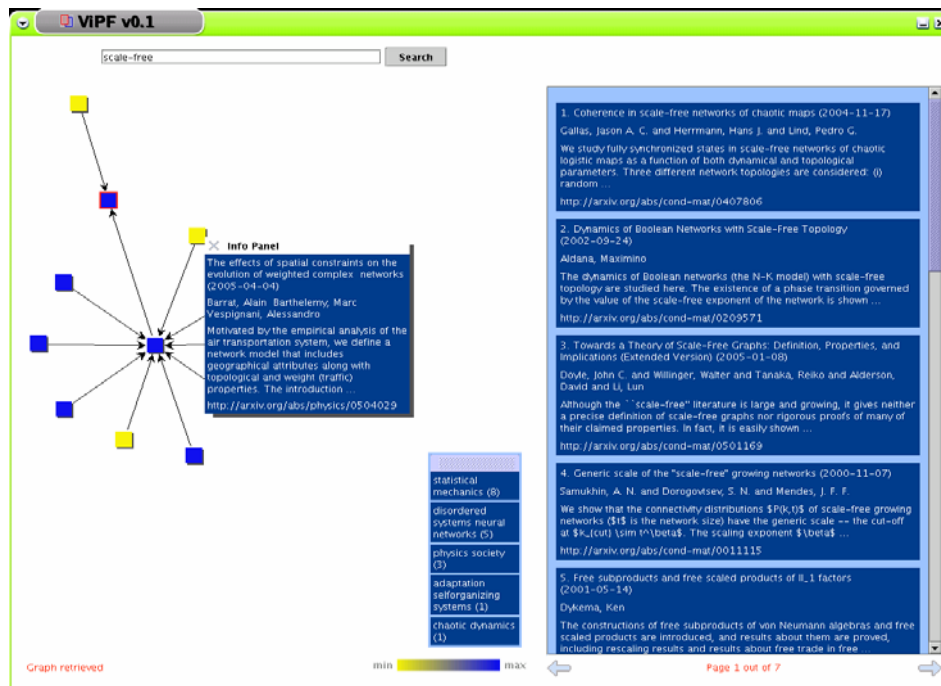 ViPF v0.1
scale-free
Search
Info Panel
The effects of spatial constraints on the
evolution of weighted complex networks
(2005-04-04)
Barrat, Alain Barthelemy, Marc
Vespignani, Alessandro
Motivated by the empirical analysis of the
air transportation system, we define a
network model that includes
geographical attributes along with
topological and weight (traffic)
properties. The introduction ...
http://arxiv.org/abs/physics/0504029
statistical
mechanics (8)
disordered
systems neural
networks (5)
physics society
(3)
adaptation
selforganizing
systems (1)
chaotic dynamics
(1)
Graph retrieved
min
max
1. Coherence in scale-free networks of chaotic maps (2004-11-17)
Gallas, Jason A. C. and Herrmann, Hans J. and Lind, Pedro G.
We study fully synchronized states in scale-free networks of chaotic
logistic maps as a function of both dynamical and topological
parameters. Three different network topologies are considered: (i)
random ...
http://arxiv.org/abs/cond-mat/0407806
2. Dynamics of Boolean Networks with Scale-Free Topology
(2002-09-24)
Aldana, Maximino
The dynamics of Boolean networks (the N-K model) with scale-free
topology are studied here. The existence of a phase transition governed
by the value of the scale-free exponent of the network is shown ...
http://arxiv.org/abs/cond-mat/0209571
3. Towards a Theory of Scale-Free Graphs: Definition, Properties, and
Implications (Extended Version) (2005-01-08)
Doyle, John C. and Willinger, Walter and Tanaka, Reiko and Alderson,
David and Li, Lun
Although the ``scale-free'' literature is large and growing, it gives neither
a precise definition of scale-free graphs nor rigorous proofs of many of
their claimed properties. In fact, it is easily shown ...
http://arxiv.org/abs/cond-mat/0501169
4. Generic scale of the "scale-free" growing networks (2000-11-07)
Samukhin, A. N. and Dorogovtsev, S. N. and Mendes, J. F. F.
We show that the connectivity distributions $P(k,t)$ of scale-free growing
networks ($t$ is the network size) have the generic scale -- the cut-off
at $k_{cut} \sim t^\beta$. The scaling exponent $\beta$ ...
http://arxiv.org/abs/cond-mat/0011115
5. Free subproducts and free scaled products of II_1 factors
(2001-05-14)
Dykema, Ken
The constructions of free subproducts of von Neumann algebras and free
scaled products are introduced, and results about them are proved,
including rescaling results and results about free trade in free ...
Page 1 out of 7